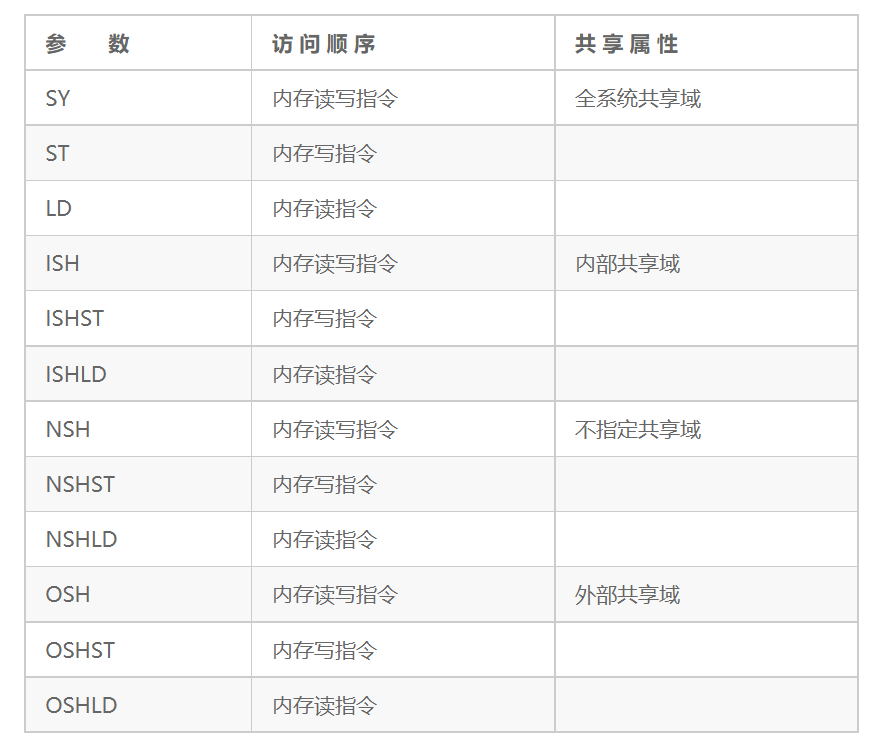 参 数 访 问 顺 序 共 享 属 性
SY 内存读写指令 全系统共享域
ST 内存写指令
LD 内存读指令
ISH 内存读写指令 内部共享域
ISHST 内存写指令
ISHLD 内存读指令
NSH 内存读写指令 不指定共享域
NSHST 内存写指令
NSHLD 内存读指令
OSH 内存读写指令 外部共享域
OSHST 内存写指令
OSHLD 内存读指令